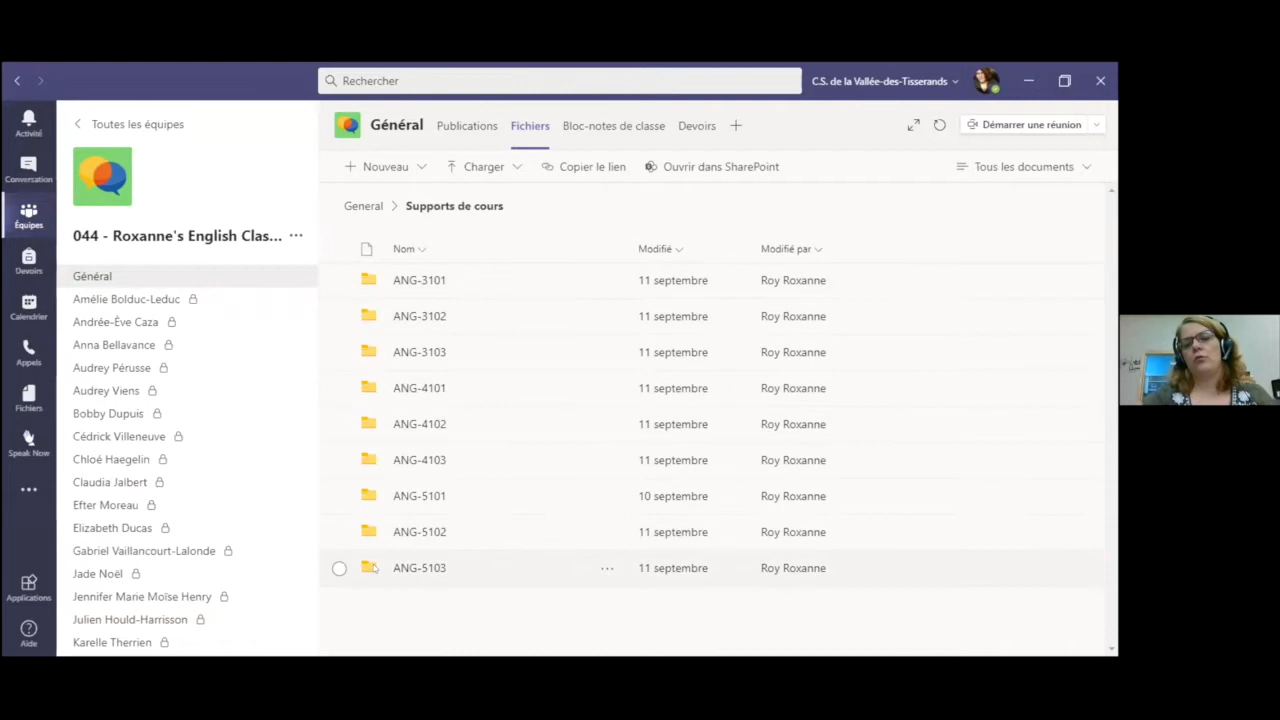 Rechercher
C.S. de la Vallée-des-Tisserands
Activité
Conversation
Équipes
Devoirs
Calendrier
Appels
Fichiers
Speak Now
Applications
Aide
Toutes les équipes
044 - Roxanne's English Clas...
Général
Amélie Bolduc-Leduc
Andrée-Ève Caza
Anna Bellavance
Audrey Pérusse
Audrey Viens
Bobby Dupuis
Cédrick Villeneuve
Chloé Haegelin
Claudia Jalbert
Efter Moreau
Elizabeth Ducas
Gabriel Vaillancourt-Lalonde
Jade Noël
Jennifer Marie Moïse Henry
Julien Hould-Harrisson
Karelle Therrien
Général Publications Fichiers Bloc-notes de classe Devoirs Démarrer une réunion
Nouveau Charger Copier le lien Ouvrir dans SharePoint Tous les documents
General > Supports de cours
Nom Modifié Modifié par
ANG-3101 11 septembre Roy Roxanne
ANG-3102 11 septembre Roy Roxanne
ANG-3103 11 septembre Roy Roxanne
ANG-4101 11 septembre Roy Roxanne
ANG-4102 11 septembre Roy Roxanne
ANG-4103 11 septembre Roy Roxanne
ANG-5101 10 septembre Roy Roxanne
ANG-5102 11 septembre Roy Roxanne
ANG-5103 11 septembre Roy Roxanne